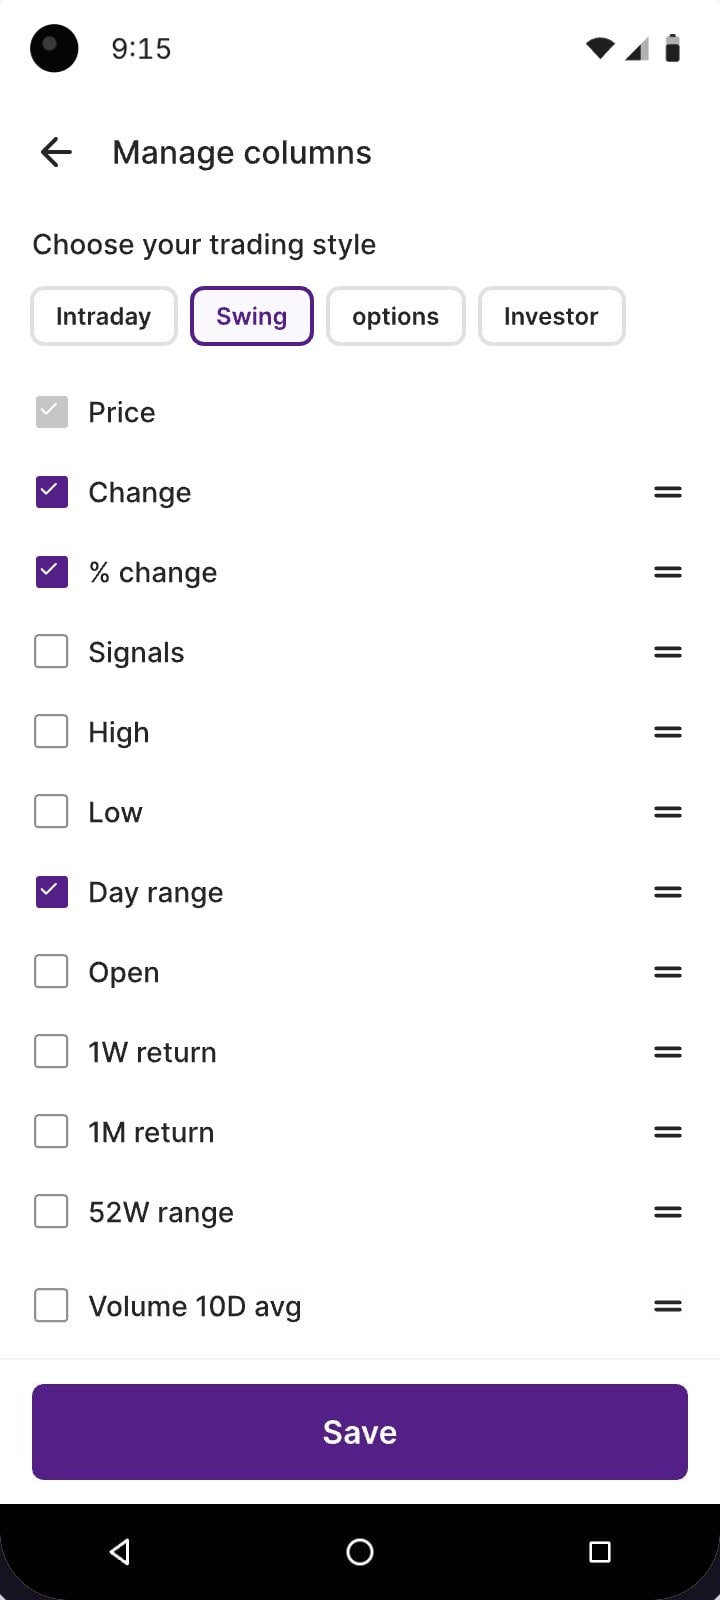 9:15
Manage columns
Choose your trading style
Intraday Swing options Investor
Price
Change
% change
Signals
High
Low
Day range
Open
1W return
1M return
52W range
Volume 10D avg
Save